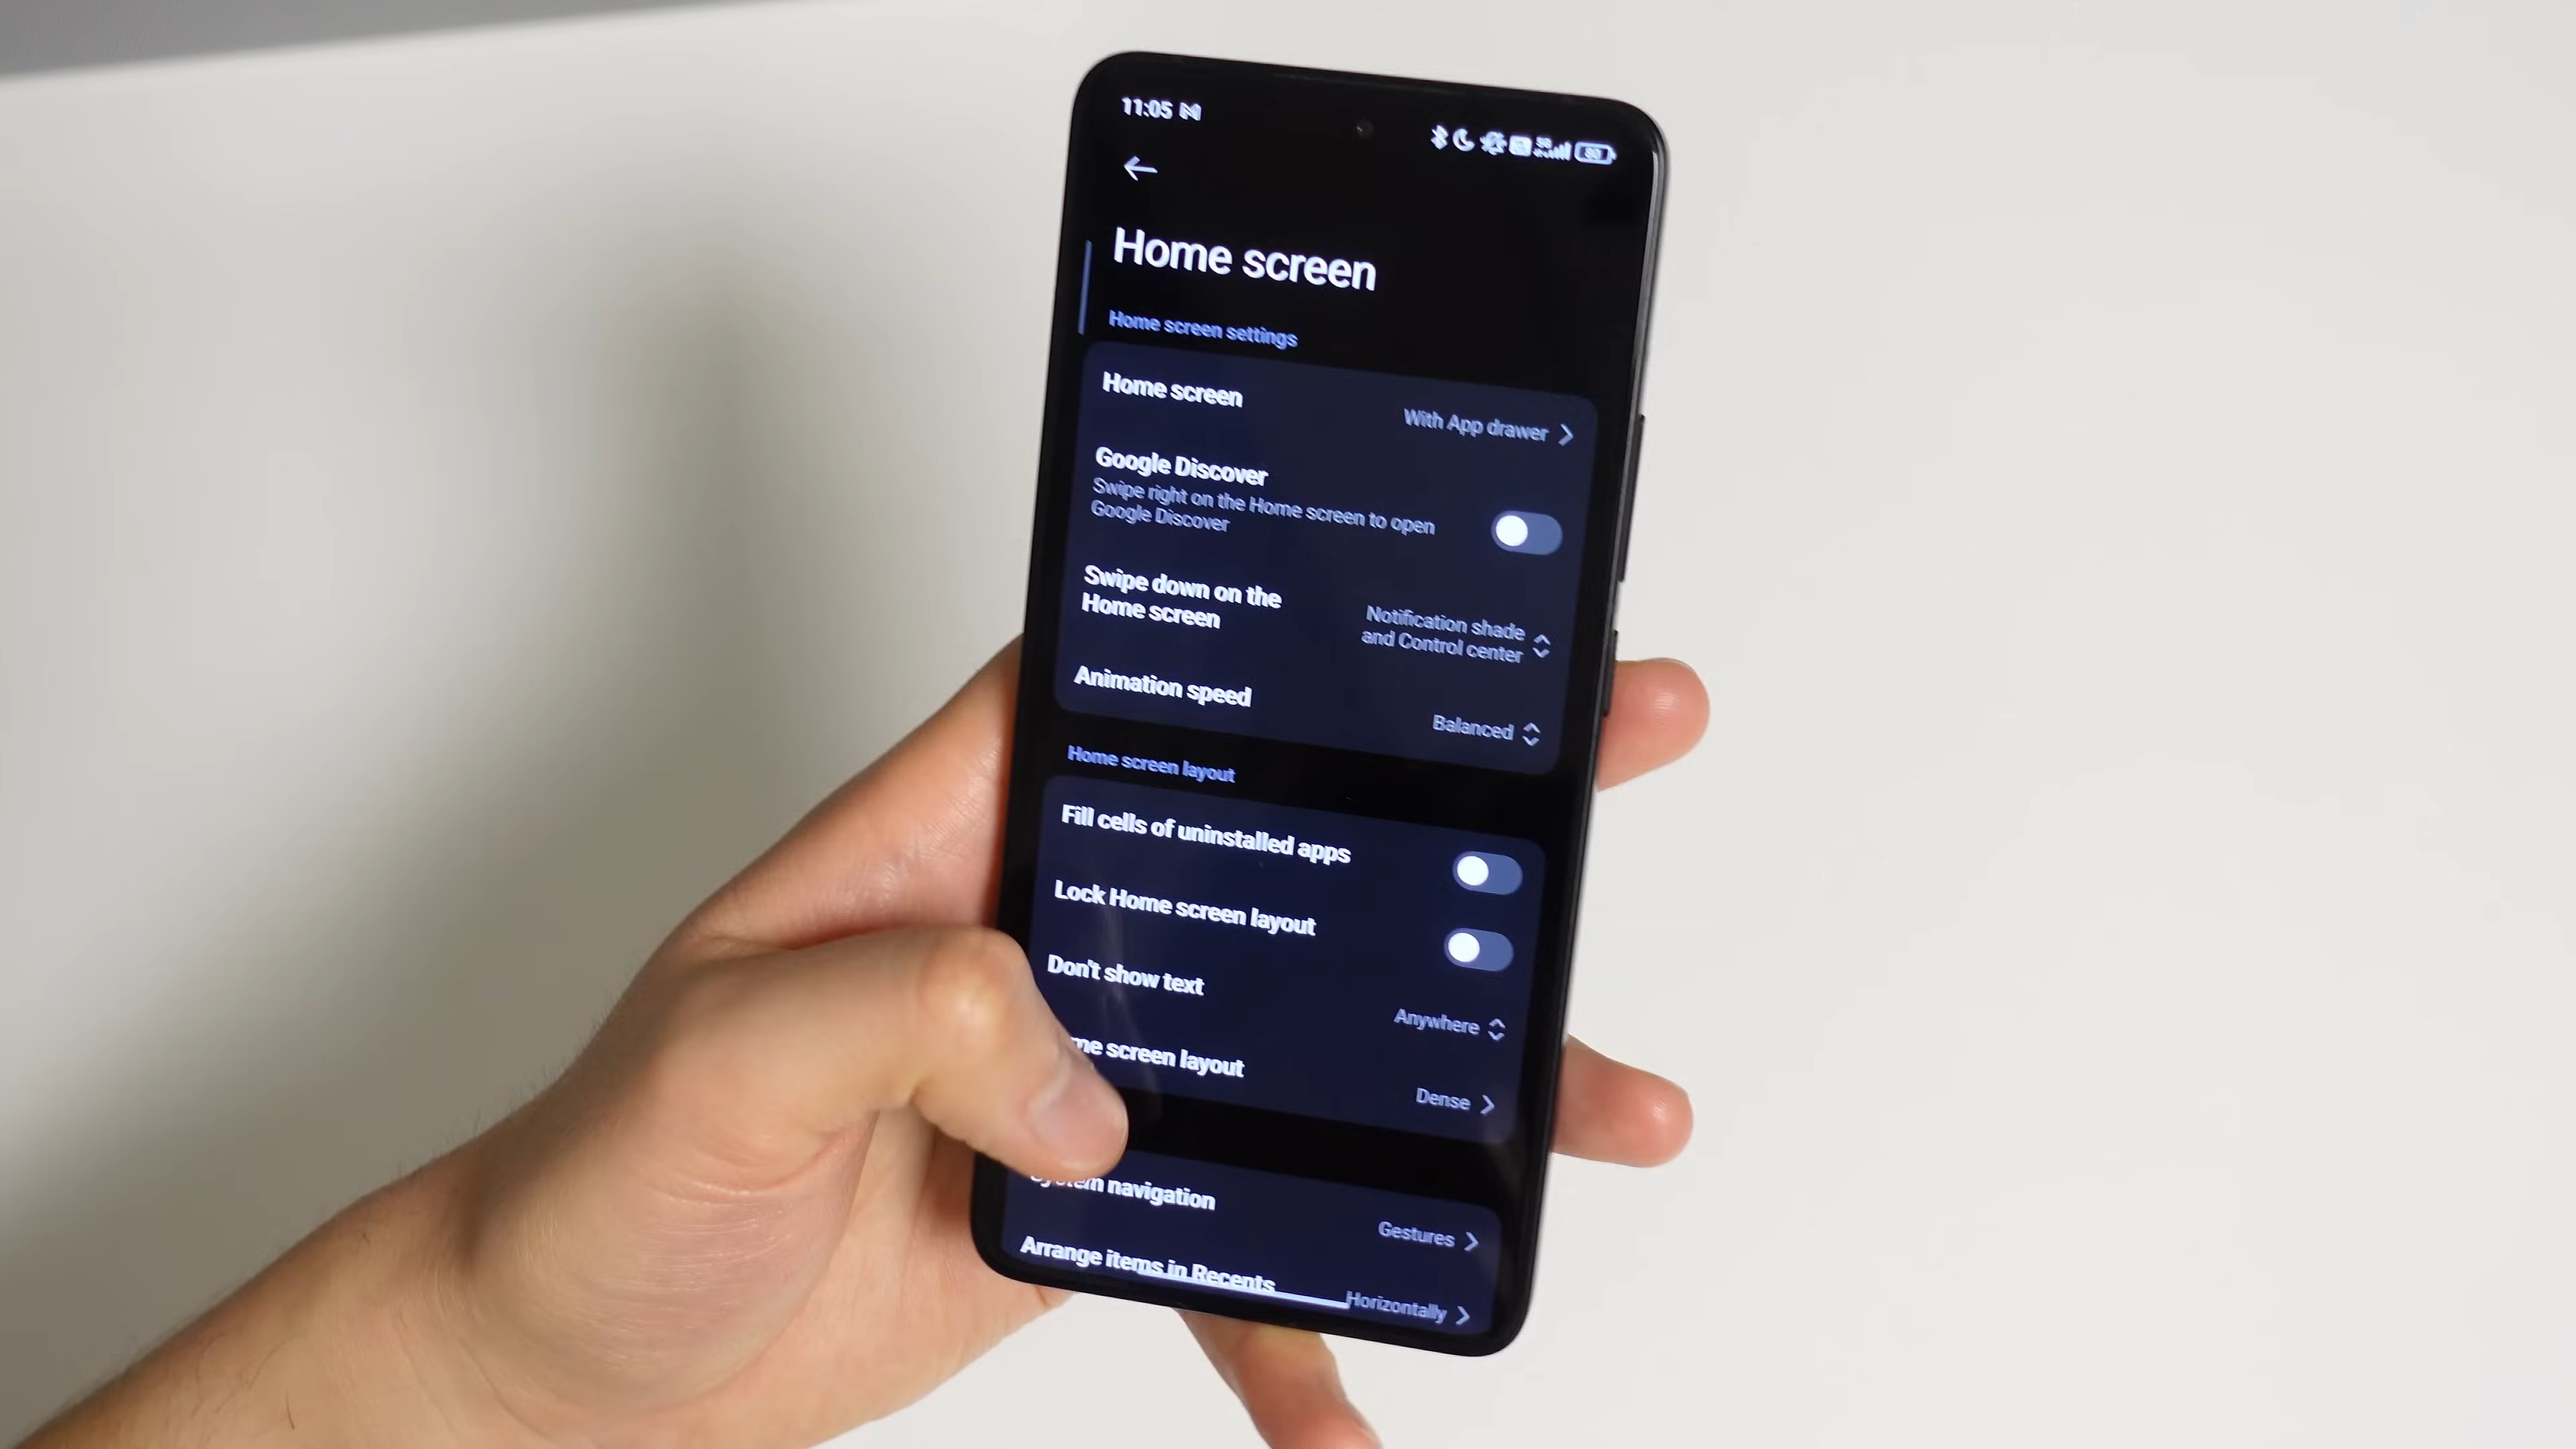 11:05
Home screen
Home screen settings
Home screen
With App drawer
Google Discover
Swipe right on the Home screen to open
Google Discover
Swipe down on the
Home screen
Notification shade
and Control center
Animation speed
Balanced
Home screen layout
Fill cells of uninstalled apps
Lock Home screen layout
Don't show text
Anywhere
screen layout
Dense
navigation
Gestures
Arrange items in Recents
Horizontally